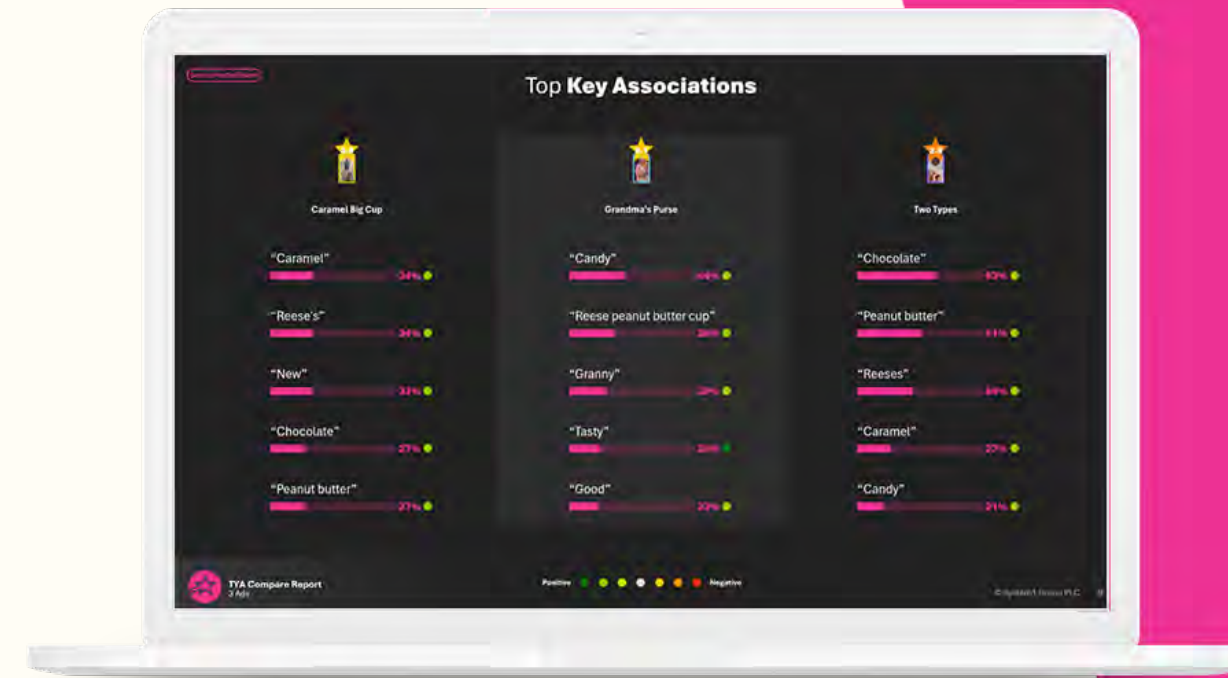 Top Key Associations
Caramel Big Cup
"Caramel"
34%
"Reese's"
34%
"New"
33%
"Chocolate"
27%
"Peanut butter"
27%
Grandma's Purse
"Candy"
"Reese peanut butter cup"
"Granny"
"Tasty"
"Good"
Two Types
"Chocolate"
"Peanut butter"
51%
"Reeses"
"Caramel"
27%
"Candy"
21%
TYA Compare Report
3 Ads
Positive
Negative